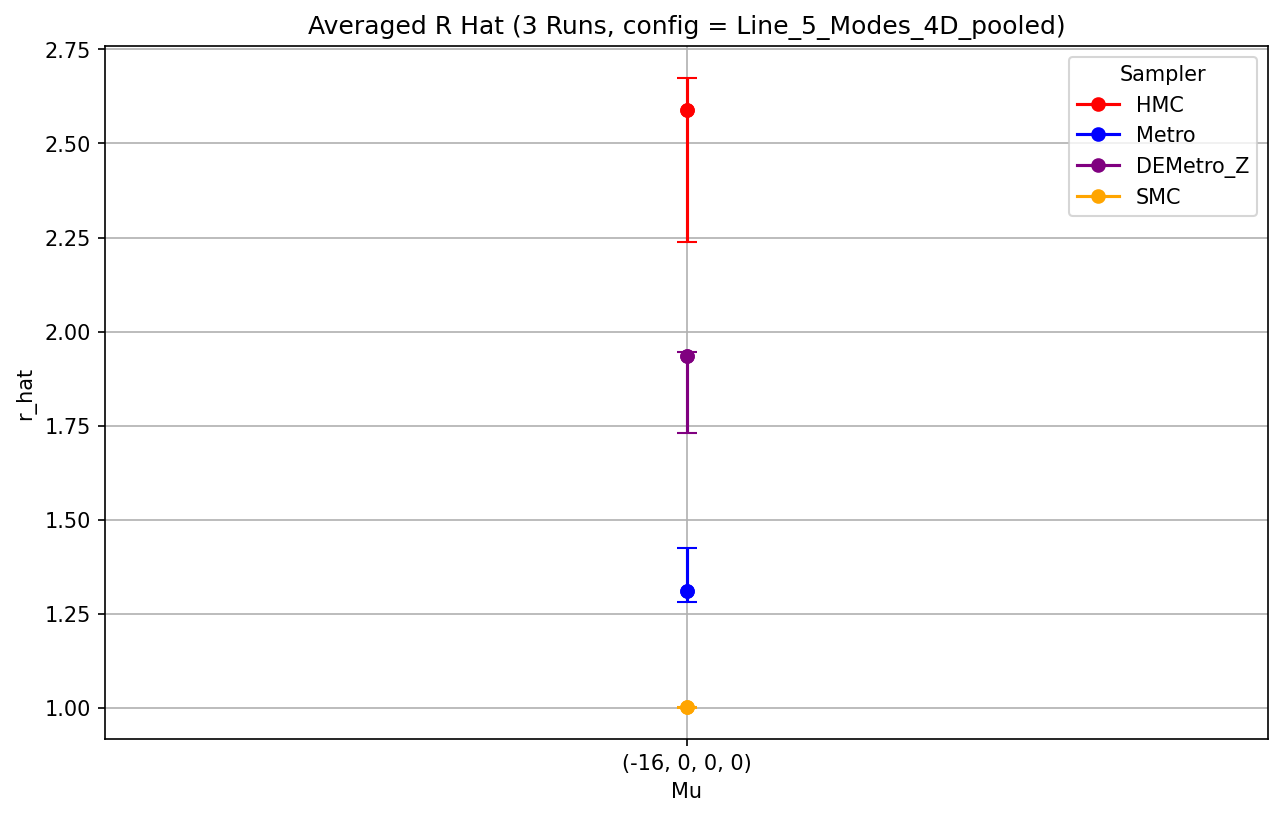 Averaged R Hat (3 Runs, config = Line_5_Modes_4D_pooled)
2.75
2.50
2.25
2.00
1.75
1.50
1.25
1.00
r_hat
Sampler
HMC
Metro
DEMetro_Z
SMC
(-16, 0, 0, 0)
Mu